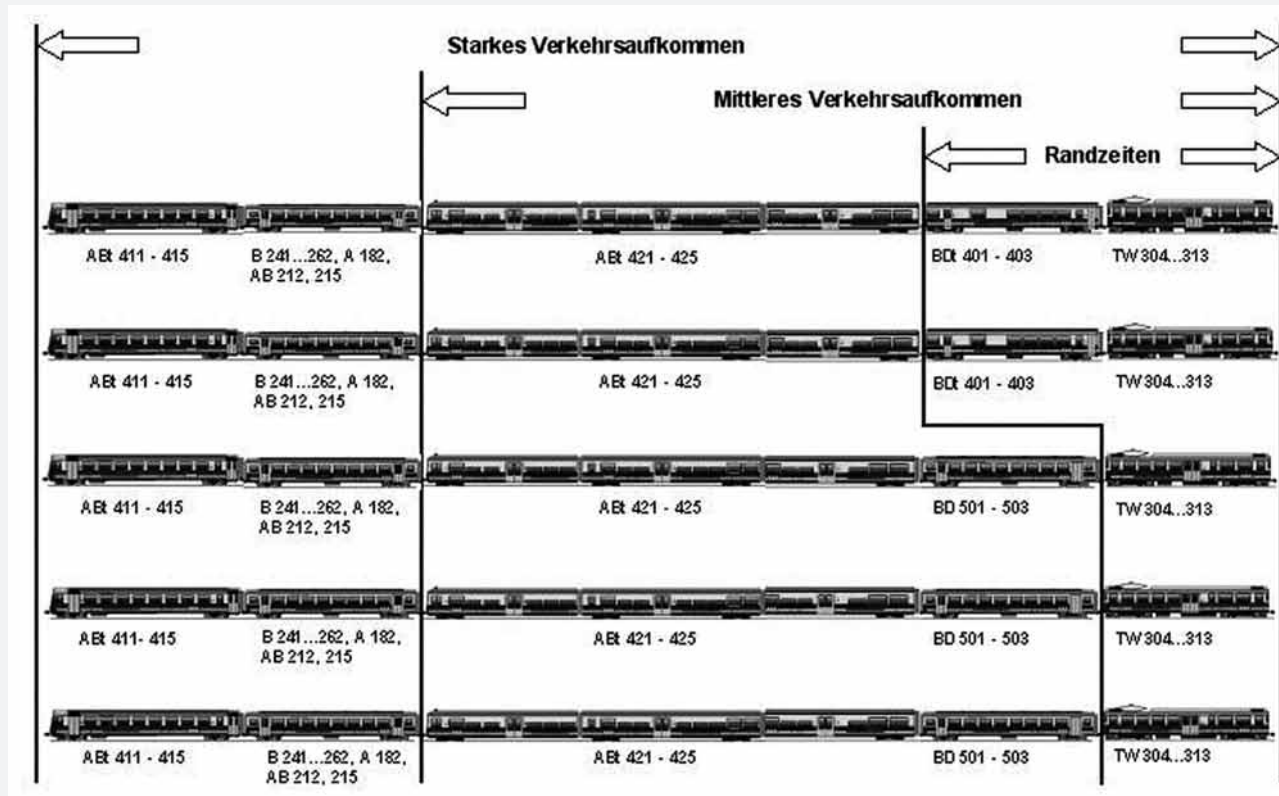 Starkes Verkehrsaufkommen
Mittleres Verkehrsaufkommen
Randzeiten
ABt 411 - 415
B 241...262, A 182,
AB 212, 215
ABt 421 - 425
BDt 401 - 403
TW 304...313
ABt 411 - 415
B 241...262, A 182,
AB 212, 215
ABt 421 - 425
BDt 401 - 403
TW 304...313
ABt 411 - 415
B 241...262, A 182,
AB 212, 215
ABt 421 - 425
BD 501 - 503
TW 304...313
ABt 411- 415
B 241...262, A 182,
AB 212, 215
ABt 421 - 425
BD 501 - 503
TW 304...313
ABt 411 - 415
B 241...262, A 182,
AB 212, 215
ABt 421 - 425
BD 501 - 503
TW 304...313